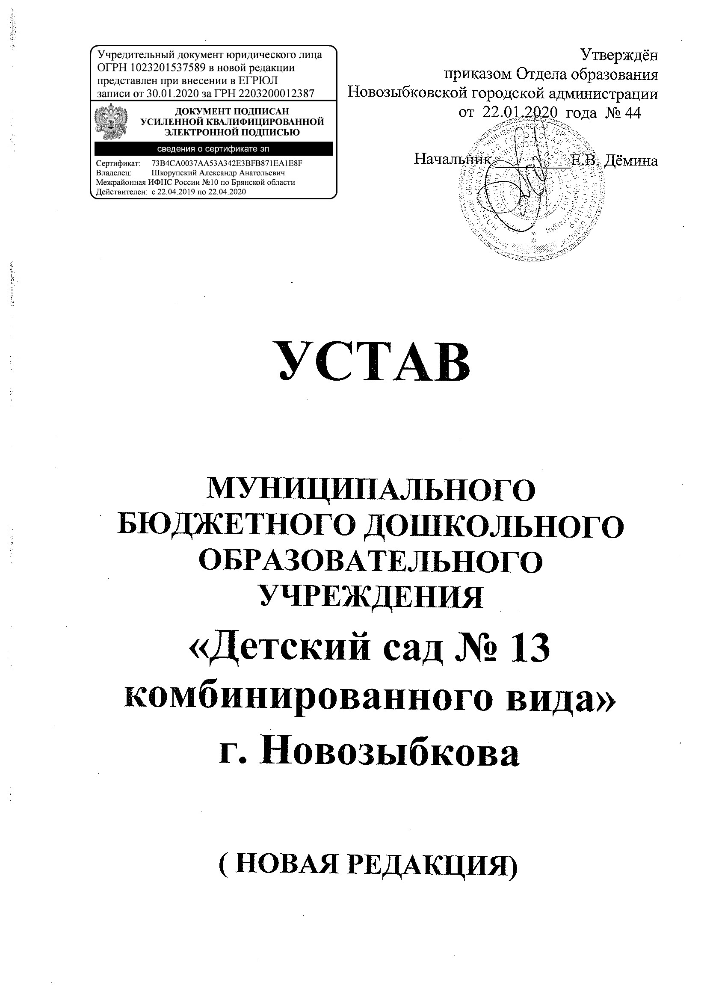 Учредительный документ юридического лица
ОГРН 1023201537589 в новой редакции
представлен при внесении в ЕГРЮЛ
записи от 30.01.2020 за ГРН 2203200012387
ДОКУМЕНТ ПОДПИСАН
УСИЛЕННОЙ КВАЛИФИЦИРОВАННОЙ
ЭЛЕКТРОННОЙ ПОДПИСЬЮ
сведения о сертификате эп
Сертификат: 73B4CA0037AA53A342E3BFB871EA1E8F
Владелец: Шкорупский Александр Анатольевич
Межрайонная ИФНС России №10 по Брянской области
Действителен: с 22.04.2019 по 22.04.2020
Утверждён
приказом Отдела образования
Новозыбковской городской администрации
от 22.01.2020 года № 44
Начальник Е.В. Дёмина
УСТАВ
МУНИЦИПАЛЬНОГО
БЮДЖЕТНОГО ДОШКОЛЬНОГО
ОБРАЗОВАТЕЛЬНОГО
УЧРЕЖДЕНИЯ
«Детский сад № 13
комбинированного вида»
г. Новозыбкова
( НОВАЯ РЕДАКЦИЯ)